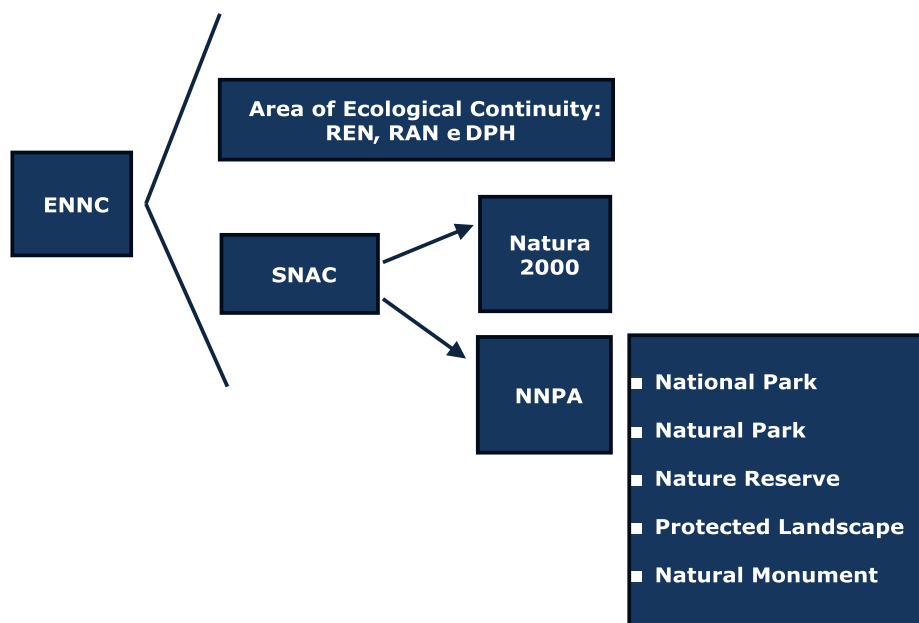 ENNC
Area of Ecological Continuity:
REN, RAN e DPH
SNAC
Natura
2000
NNPA
National Park
Natural Park
Nature Reserve
Protected Landscape
Natural Monument